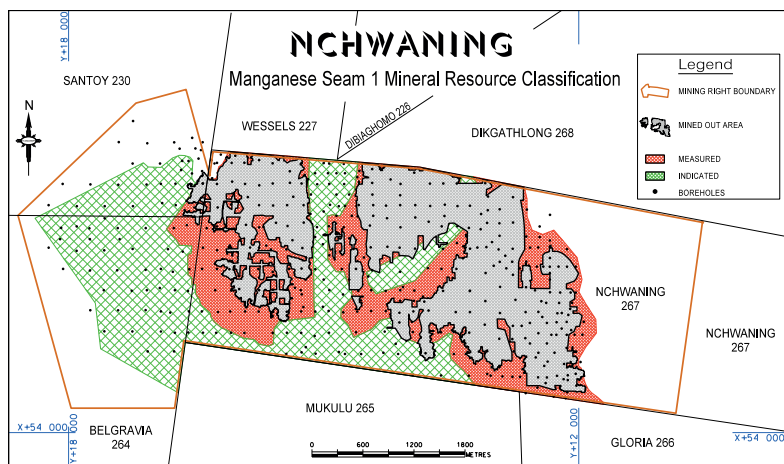 NCHWANING
Manganese Seam 1 Mineral Resource Classification
Y+18 000
Y+12 000
Legend
MINING RIGHT BOUNDARY
MINED OUT AREA
MEASURED
INDICATED
BOREHOLES
SANTOY 230
N
WESSELS 227
DIBIAGHOMO 226
DIKGATHLONG 268
NCHWANING
267
NCHWANING
267
MUKULU 265
BELGRAVIA
264
GLORIA 266
X+54 000
X+54 000
Y+18 000
Y+12 000
0 600 1200 1800
METRES